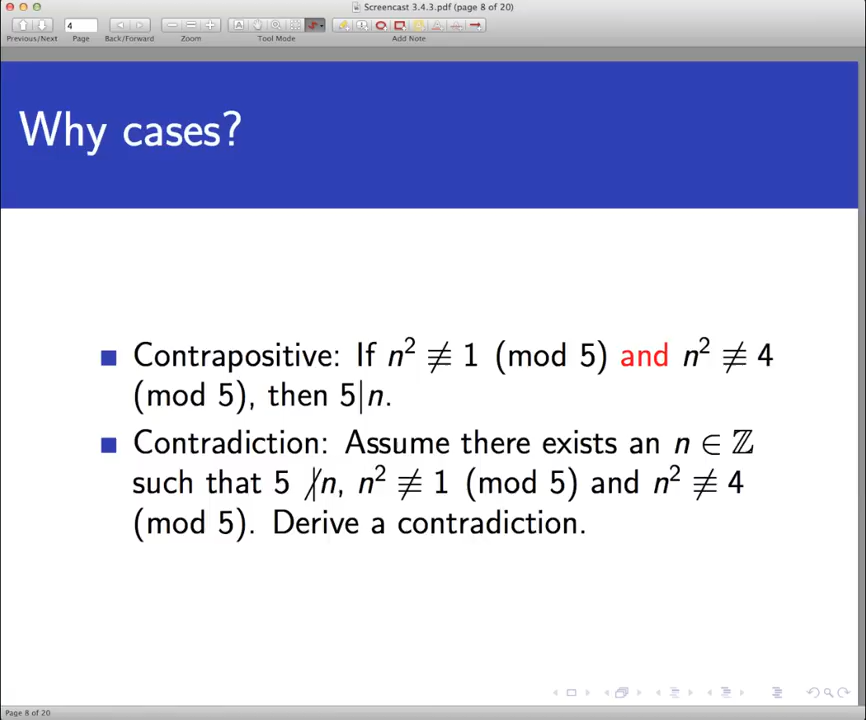 Screencast 3.4.3.pdf (page 8 of 20)
4
Previous/Next Page Back/Forward Zoom Tool Mode Add Note
Why cases?
Contrapositive: If n² ≢ 1 (mod 5) and n² ≢ 4
(mod 5), then 5|n.
Contradiction: Assume there exists an n ∈ ℤ
such that 5 ∤n, n² ≢ 1 (mod 5) and n² ≢ 4
(mod 5). Derive a contradiction.
Page 8 of 20